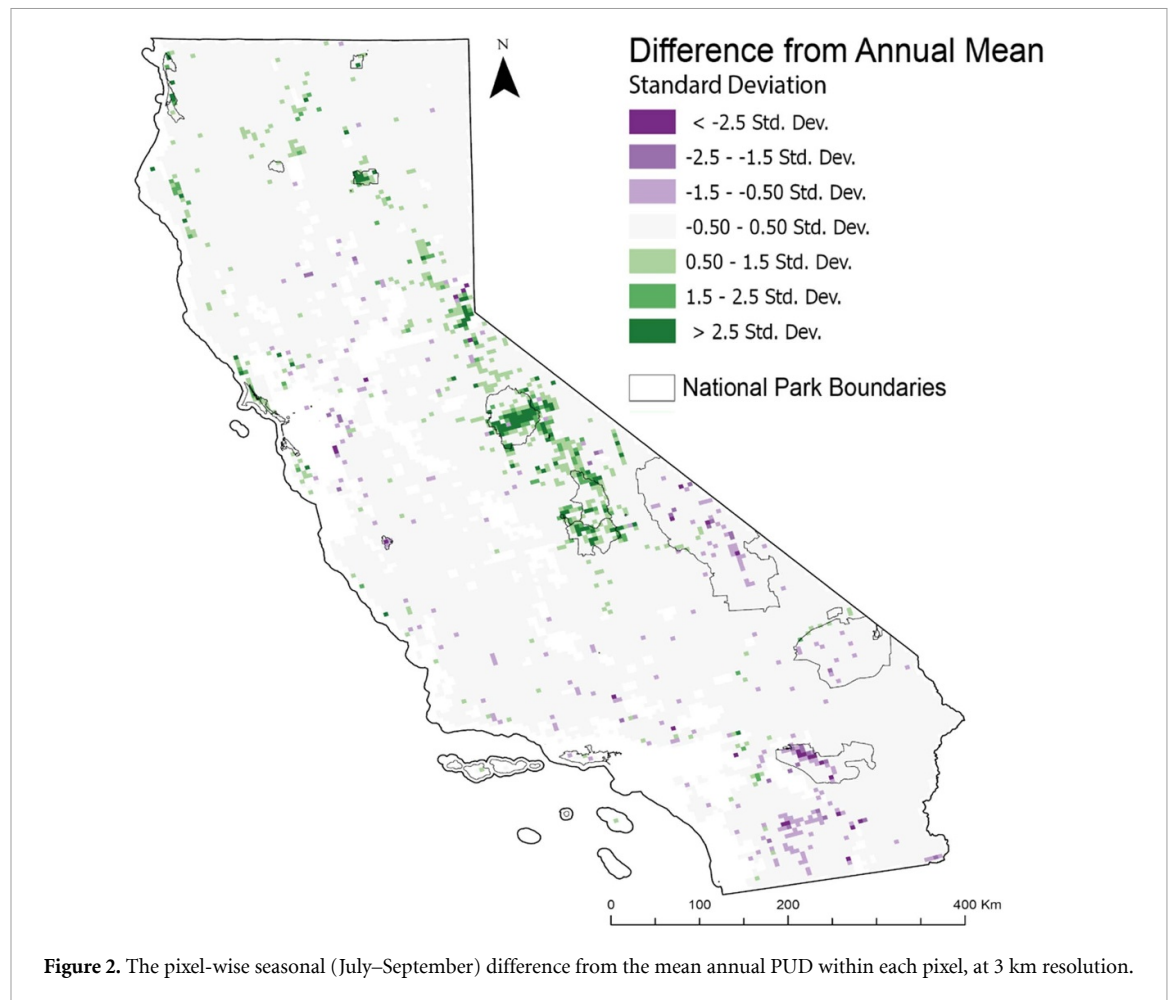 N
Difference from Annual Mean
Standard Deviation
< -2.5 Std. Dev.
-2.5 - -1.5 Std. Dev.
-1.5 - -0.50 Std. Dev.
-0.50 - 0.50 Std. Dev.
0.50 - 1.5 Std. Dev.
1.5 - 2.5 Std. Dev.
> 2.5 Std. Dev.
National Park Boundaries
0 100 200 400 Km
Figure 2. The pixel-wise seasonal (July–September) difference from the mean annual PUD within each pixel, at 3 km resolution.